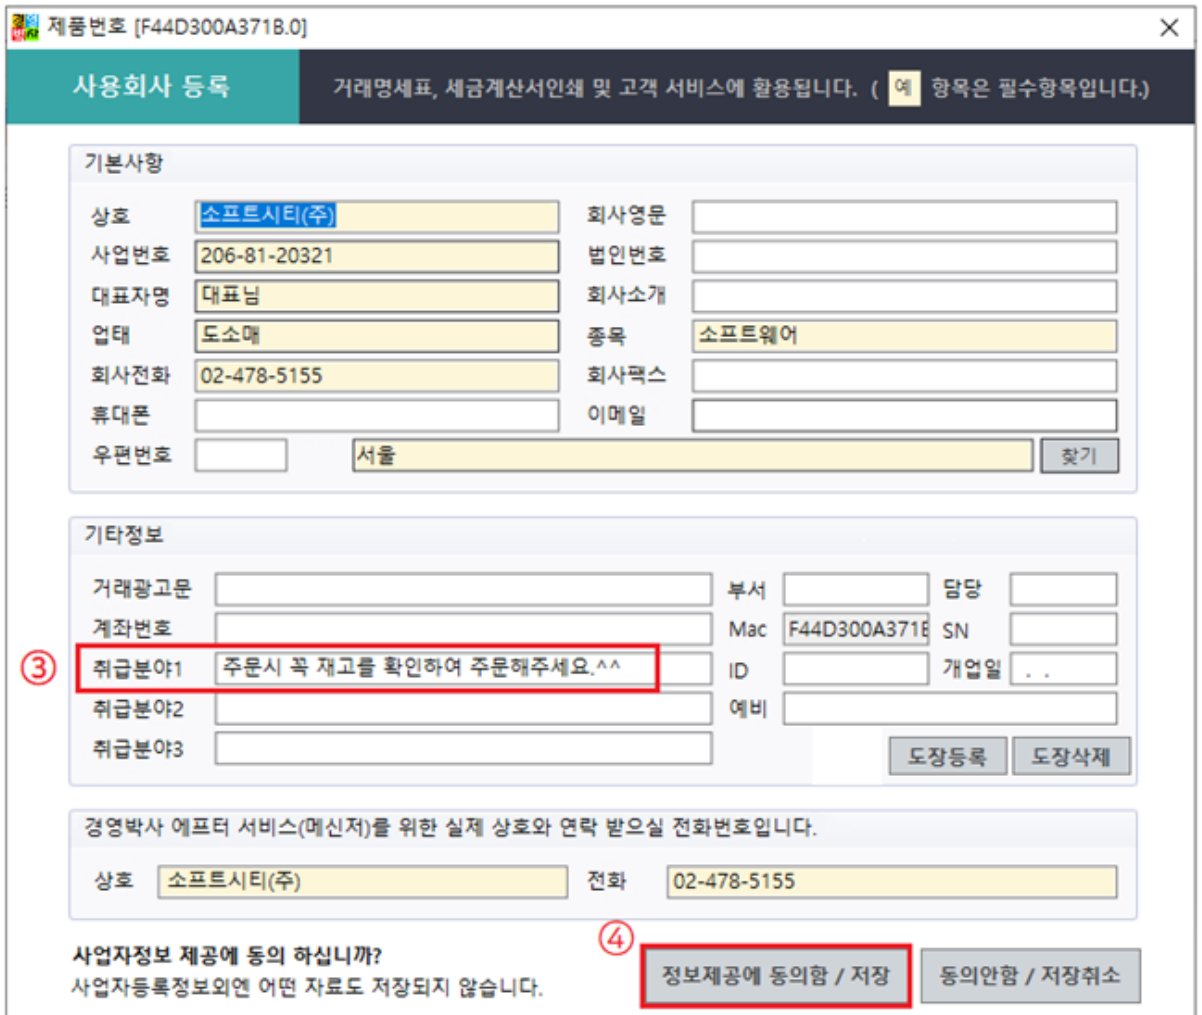 경영박사 제품번호 [F44D300A371B.0]
사용회사 등록 거래명세표, 세금계산서인쇄 및 고객 서비스에 활용됩니다. ( 예 항목은 필수항목입니다.)
기본사항
상호 소프트시티(주) 회사영문
사업번호 206-81-20321 법인번호
대표자명 대표님 회사소개
업태 도소매 종목 소프트웨어
회사전화 02-478-5155 회사팩스
휴대폰 이메일
우편번호 서울 찾기
기타정보
거래광고문 부서 담당
계좌번호 Mac F44D300A371B SN
③ 취급분야1 주문시 꼭 재고를 확인하여 주문해주세요.^^ ID 개업일 . .
취급분야2 예비
취급분야3 도장등록 도장삭제
경영박사 에프터 서비스(메신저)를 위한 실제 상호와 연락 받으실 전화번호입니다.
상호 소프트시티(주) 전화 02-478-5155
④
사업자정보 제공에 동의 하십니까? 정보제공에 동의함 / 저장 동의안함 / 저장취소
사업자등록정보외엔 어떤 자료도 저장되지 않습니다.